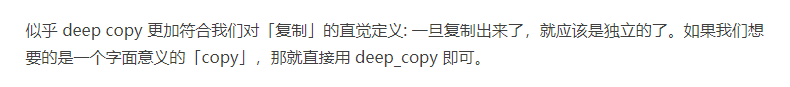 似乎 deep copy 更加符合我们对「复制」的直觉定义: 一旦复制出来了，就应该是独立的了。如果我们想
要的是一个字面意义的「copy」，那就直接用 deep_copy 即可。